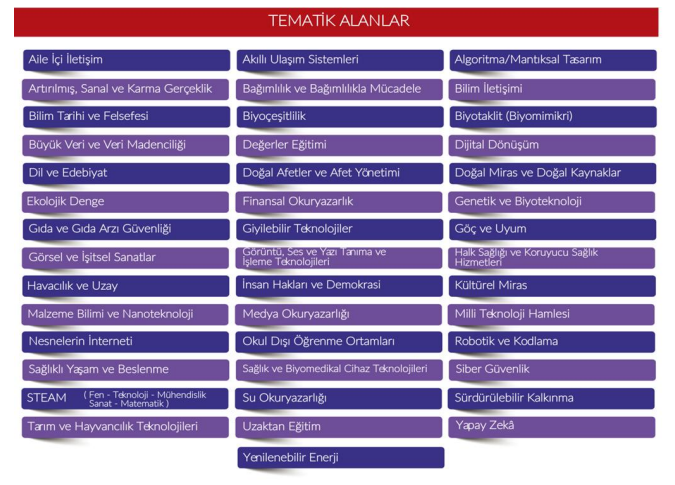 TEMATİK ALANLAR
Aile İçi İletişim
Akıllı Ulaşım Sistemleri
Algoritma/Mantıksal Tasarım
Artırılmış, Sanal ve Karma Gerçeklik
Bağımlılık ve Bağımlılıkla Mücadele
Bilim İletişimi
Bilim Tarihi ve Felsefesi
Biyoçeşitlilik
Biyotaklit (Biyomimikri)
Büyük Veri ve Veri Madenciliği
Değerler Eğitimi
Dijital Dönüşüm
Dil ve Edebiyat
Doğal Afetler ve Afet Yönetimi
Doğal Miras ve Doğal Kaynaklar
Ekolojik Denge
Finansal Okuryazarlık
Genetik ve Biyoteknoloji
Gıda ve Gıda Arzı Güvenliği
Giyilebilir Teknolojiler
Göç ve Uyum
Görsel ve İşitsel Sanatlar
Görüntü, Ses ve Yazı Tanıma ve
İşleme Teknolojileri
Halk Sağlığı ve Koruyucu Sağlık
Hizmetleri
Havacılık ve Uzay
İnsan Hakları ve Demokrasi
Kültürel Miras
Malzeme Bilimi ve Nanoteknoloji
Medya Okuryazarlığı
Milli Teknoloji Hamlesi
Nesnelerin İnterneti
Okul Dışı Öğrenme Ortamları
Robotik ve Kodlama
Sağlıklı Yaşam ve Beslenme
Sağlık ve Biyomedikal Cihaz Teknolojileri
Siber Güvenlik
STEAM ( Fen - Teknoloji - Mühendislik
Sanat - Matematik )
Su Okuryazarlığı
Sürdürülebilir Kalkınma
Tarım ve Hayvancılık Teknolojileri
Uzaktan Eğitim
Yapay Zekâ
Yenilenebilir Enerji